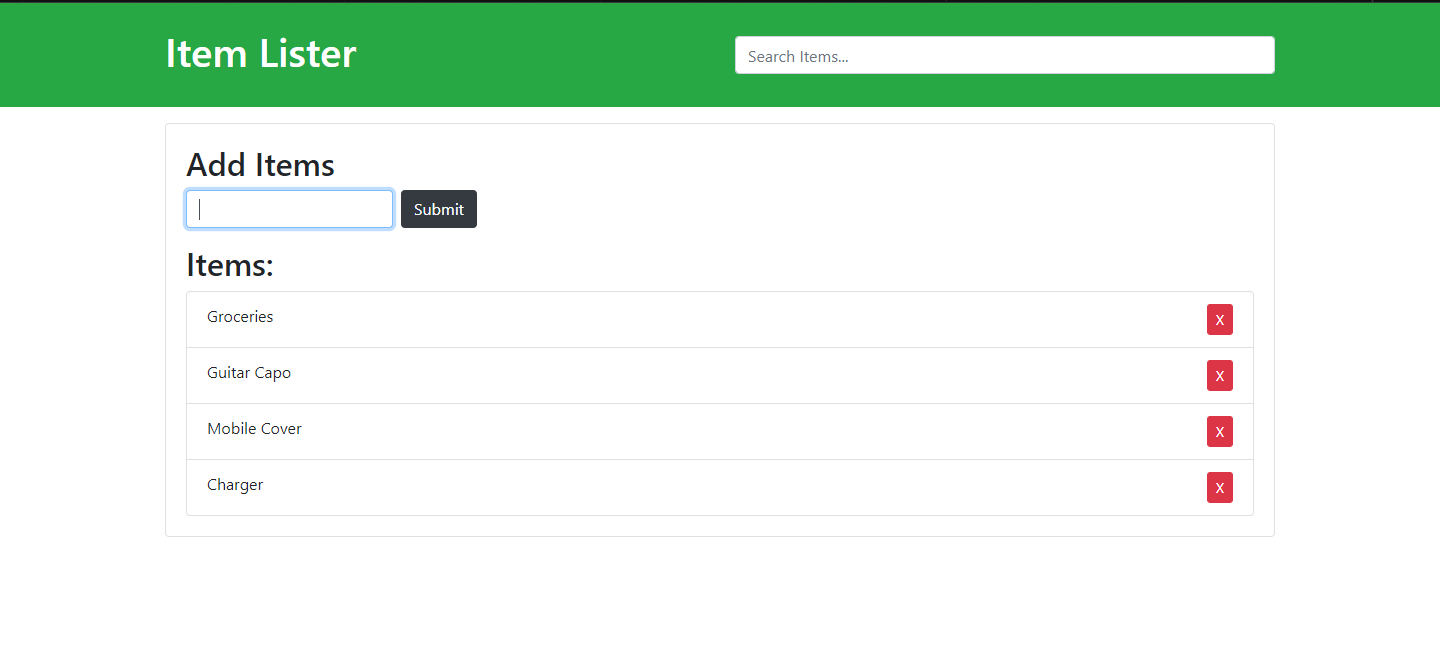 Item Lister
Search Items...
Add Items
Submit
Items:
Groceries
X
Guitar Capo
X
Mobile Cover
X
Charger
X